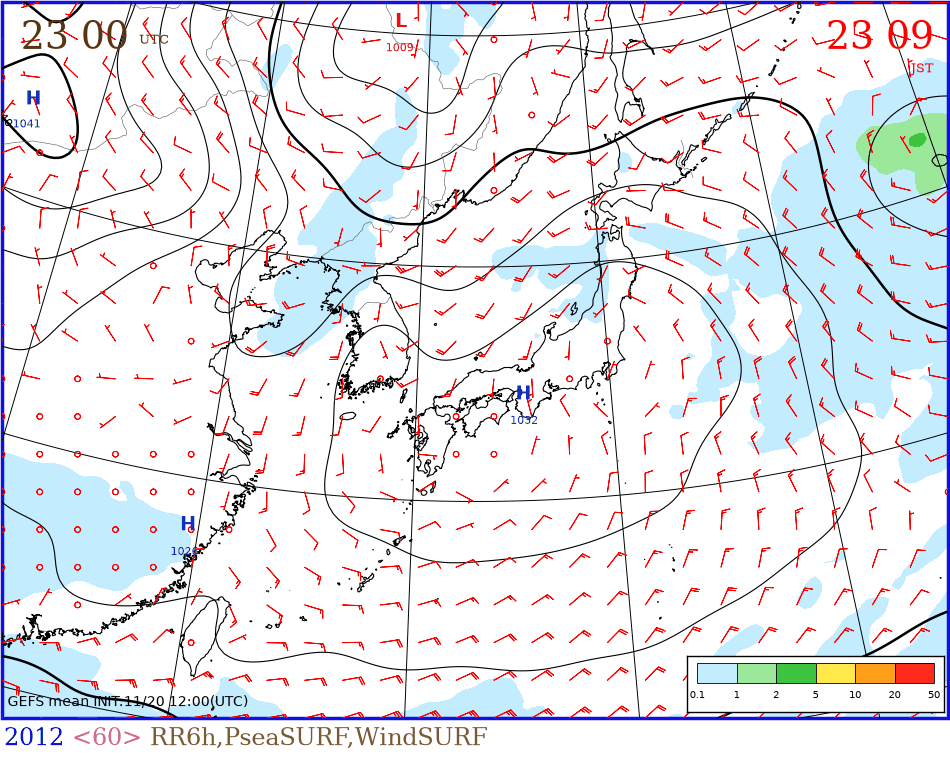 23 00 UTC
23 09
JST
L
1009
H
1041
H
1032
H
102
0.1 1 2 5 10 20 50
GEFS mean INIT:11/20 12:00(UTC)
2012 <60> RR6h,PseaSURF,WindSURF